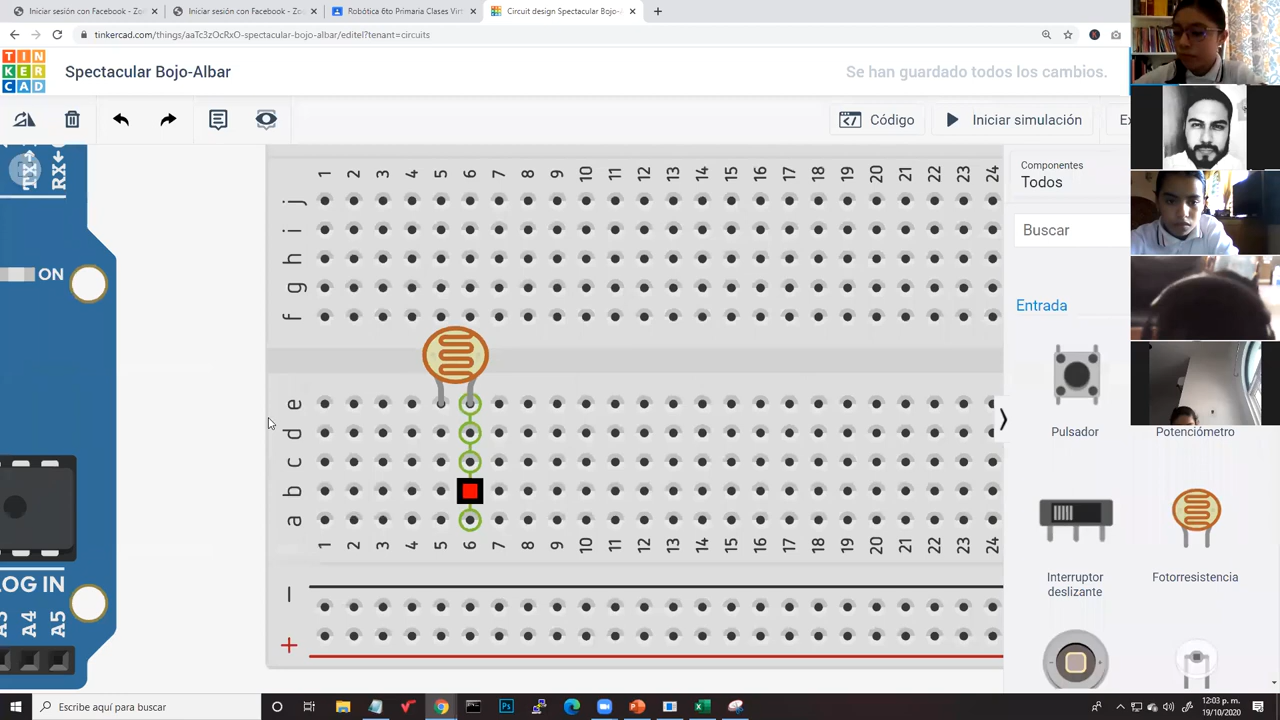 Iniciar sesión con Facebook - Zo
Iniciar sesión con Facebook - Zo
Robótica 6to Primaria Clases Virt
Circuit design Spectacular Bojo-Al
tinkercad.com/things/aaTc3zOcRxO-spectacular-bojo-albar/editel?tenant=circuits
TIN
KER
CAD
Spectacular Bojo-Albar
Se han guardado todos los cambios.
Código
Iniciar simulación
Ex
TX→
RX←
ON
LOG IN
A3
A4
A5
1 2 3 4 5 6 7 8 9 10 11 12 13 14 15 16 17 18 19 20 21 22 23 24
j
i
h
g
f
e
d
c
b
a
1 2 3 4 5 6 7 8 9 10 11 12 13 14 15 16 17 18 19 20 21 22 23 24
–
+
Componentes
Todos
Buscar
Entrada
Pulsador
Potenciómetro
Interruptor
deslizante
Fotorresistencia
Escribe aquí para buscar
12:03 p. m.
19/10/2020